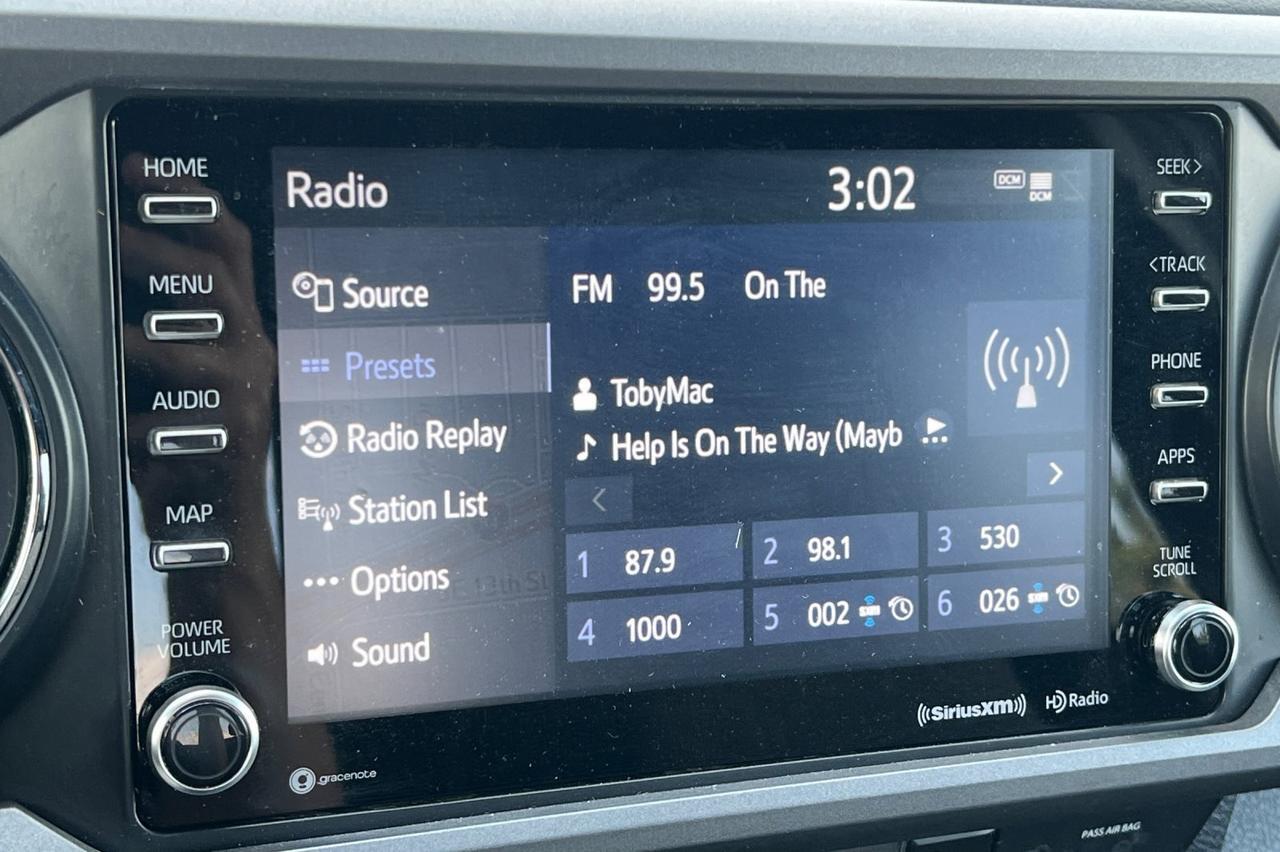 HOME
MENU
AUDIO
MAP
POWER
VOLUME
Radio
3:02
DCM
DCM
Source
Presets
Radio Replay
Station List
Options
Sound
FM 99.5 On The
TobyMac
Help Is On The Way (Mayb
1 87.9
2 98.1
3 530
4 1000
5 002 sxm
6 026 sxm
SEEK>
<TRACK
PHONE
APPS
TUNE
SCROLL
gracenote
SiriusXM
HD Radio
PASS AIR BAG